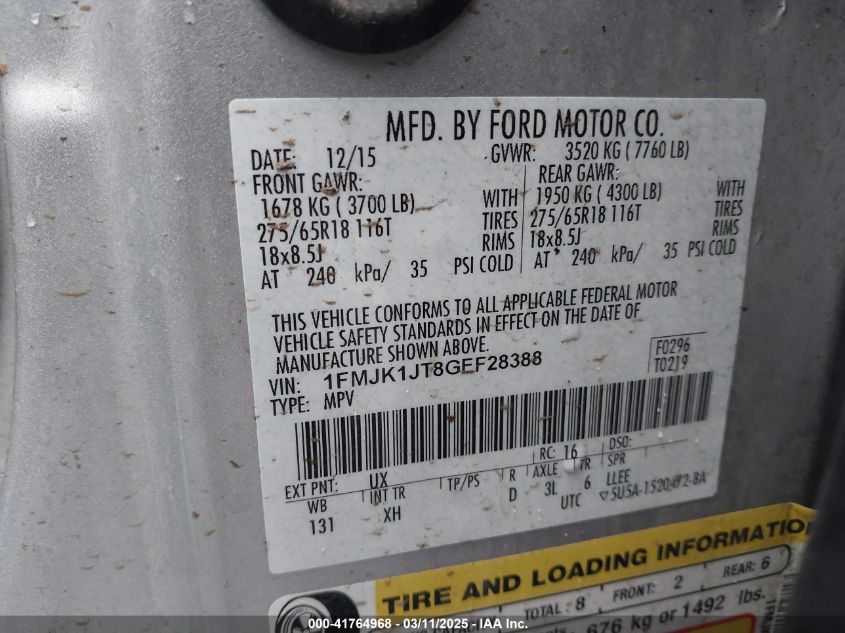 MFD. BY FORD MOTOR CO.
DATE: 12/15 GVWR: 3520 KG ( 7760 LB)
FRONT GAWR: REAR GAWR:
1678 KG ( 3700 LB) WITH 1950 KG ( 4300 LB) WITH
275/65R18 116T TIRES 275/65R18 116T TIRES
18x8.5J RIMS 18x8.5J RIMS
AT 240 kPa/ 35 PSI COLD AT 240 kPa/ 35 PSI COLD
THIS VEHICLE CONFORMS TO ALL APPLICABLE FEDERAL MOTOR
VEHICLE SAFETY STANDARDS IN EFFECT ON THE DATE OF
MANUFACTURE SHOWN ABOVE.
VIN: 1FMJK1JT8GEF28388 F0296
TYPE: MPV T0219
EXT PNT: UX RC: 16 DSO:
WB INT TR TP/PS R AXLE TR SPR
131 XH D 3L 6 LLEE
UTC
TIRE AND LOADING INFORMATION
TOTAL: 8 FRONT: 2 REAR: 6
676 kg or 1492 lbs.
000-41764968 - 03/11/2025 - IAA Inc.